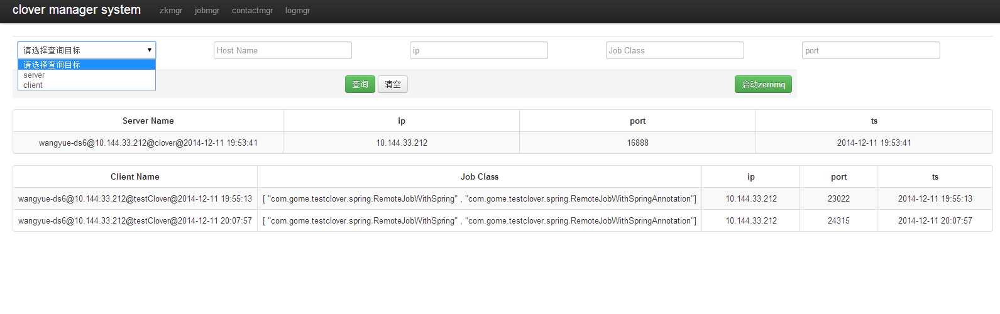 clover manager system zkmgr jobmgr contactmgr logmgr
请选择查询目标 Host Name ip Job Class port
请选择查询目标
server
client
查询 清空 启动zeromq
Server Name ip port ts
wangyue-ds6@10.144.33.212@clover@2014-12-11 19:53:41 10.144.33.212 16888 2014-12-11 19:53:41
Client Name Job Class ip port ts
wangyue-ds6@10.144.33.212@testClover@2014-12-11 19:55:13 [ "com.gome.testclover.spring.RemoteJobWithSpring" , "com.gome.testclover.spring.RemoteJobWithSpringAnnotation"] 10.144.33.212 23022 2014-12-11 19:55:13
wangyue-ds6@10.144.33.212@testClover@2014-12-11 20:07:57 [ "com.gome.testclover.spring.RemoteJobWithSpring" , "com.gome.testclover.spring.RemoteJobWithSpringAnnotation"] 10.144.33.212 24315 2014-12-11 20:07:57